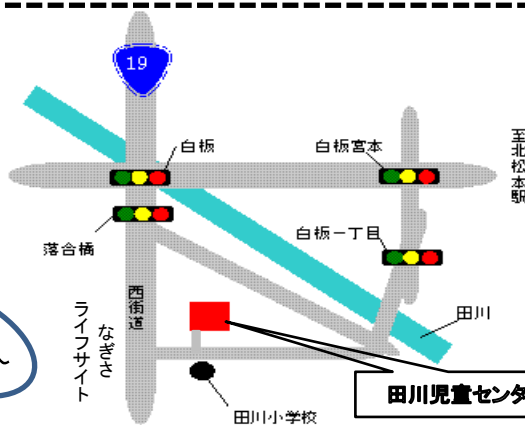 19
白板
白板宮本
至北松本駅
落合橋
白板一丁目
西街道
なぎさ
ライフサイト
田川
田川児童センタ
田川小学校